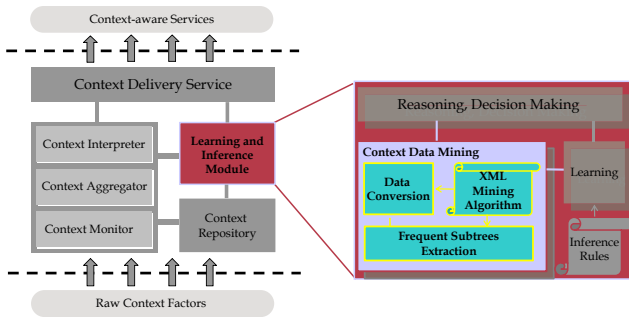 Context-aware Services
Context Delivery Service
Context Interpreter
Context Aggregator
Context Monitor
Learning and
Inference
Module
Context
Repository
Raw Context Factors
Reasoning, Decision Making
Context Data Mining
Data
Conversion
XML
Mining
Algorithm
Frequent Subtrees
Extraction
Learning
Inference
Rules